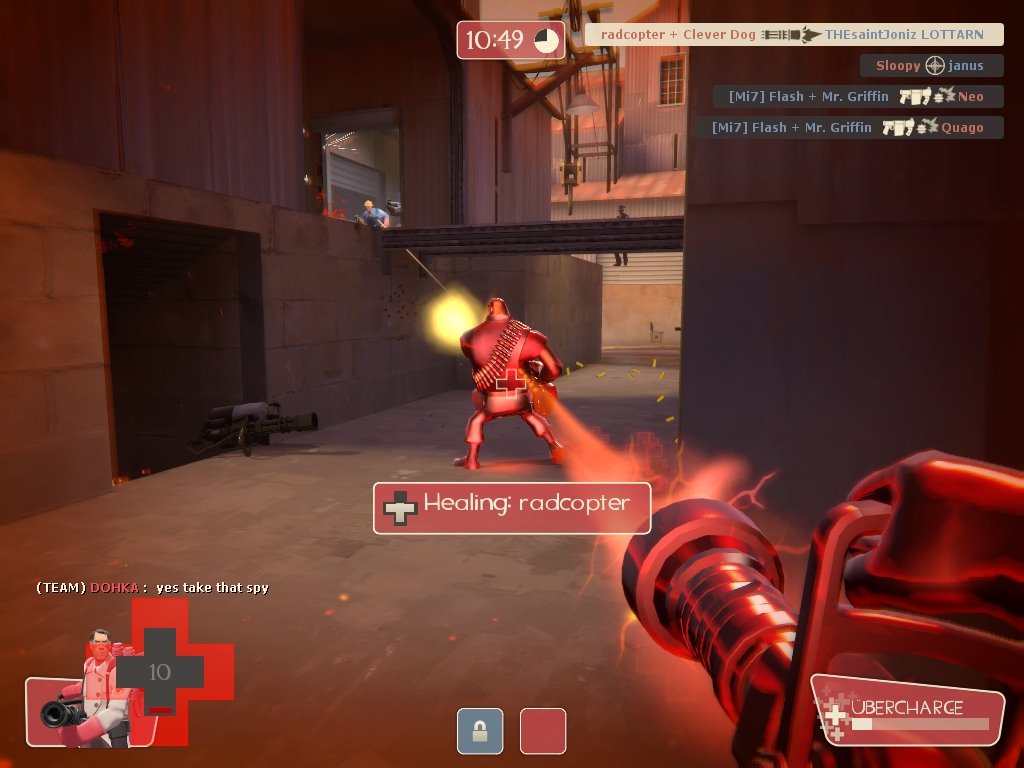 10:49
radcopter + Clever Dog THEsaintJoniz LOTTARN
Sloopy janus
[Mi7] Flash + Mr. Griffin Neo
[Mi7] Flash + Mr. Griffin Quago
Healing: radcopter
(TEAM) DOHKA : yes take that spy
10
ÜBERCHARGE